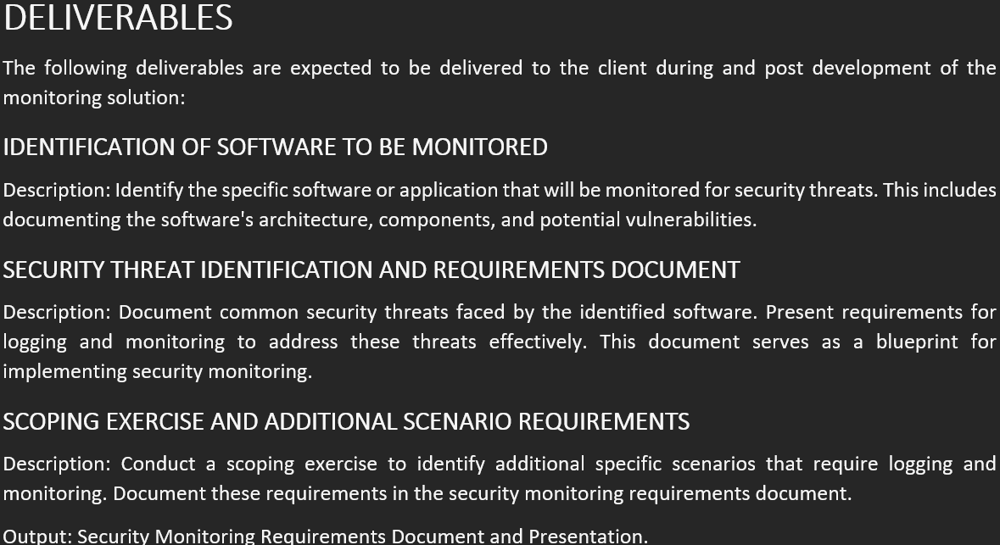 DELIVERABLES
The following deliverables are expected to be delivered to the client during and post development of the
monitoring solution:
IDENTIFICATION OF SOFTWARE TO BE MONITORED
Description: Identify the specific software or application that will be monitored for security threats. This includes
documenting the software's architecture, components, and potential vulnerabilities.
SECURITY THREAT IDENTIFICATION AND REQUIREMENTS DOCUMENT
Description: Document common security threats faced by the identified software. Present requirements for
logging and monitoring to address these threats effectively. This document serves as a blueprint for
implementing security monitoring.
SCOPING EXERCISE AND ADDITIONAL SCENARIO REQUIREMENTS
Description: Conduct a scoping exercise to identify additional specific scenarios that require logging and
monitoring. Document these requirements in the security monitoring requirements document.
Output: Security Monitoring Requirements Document and Presentation.